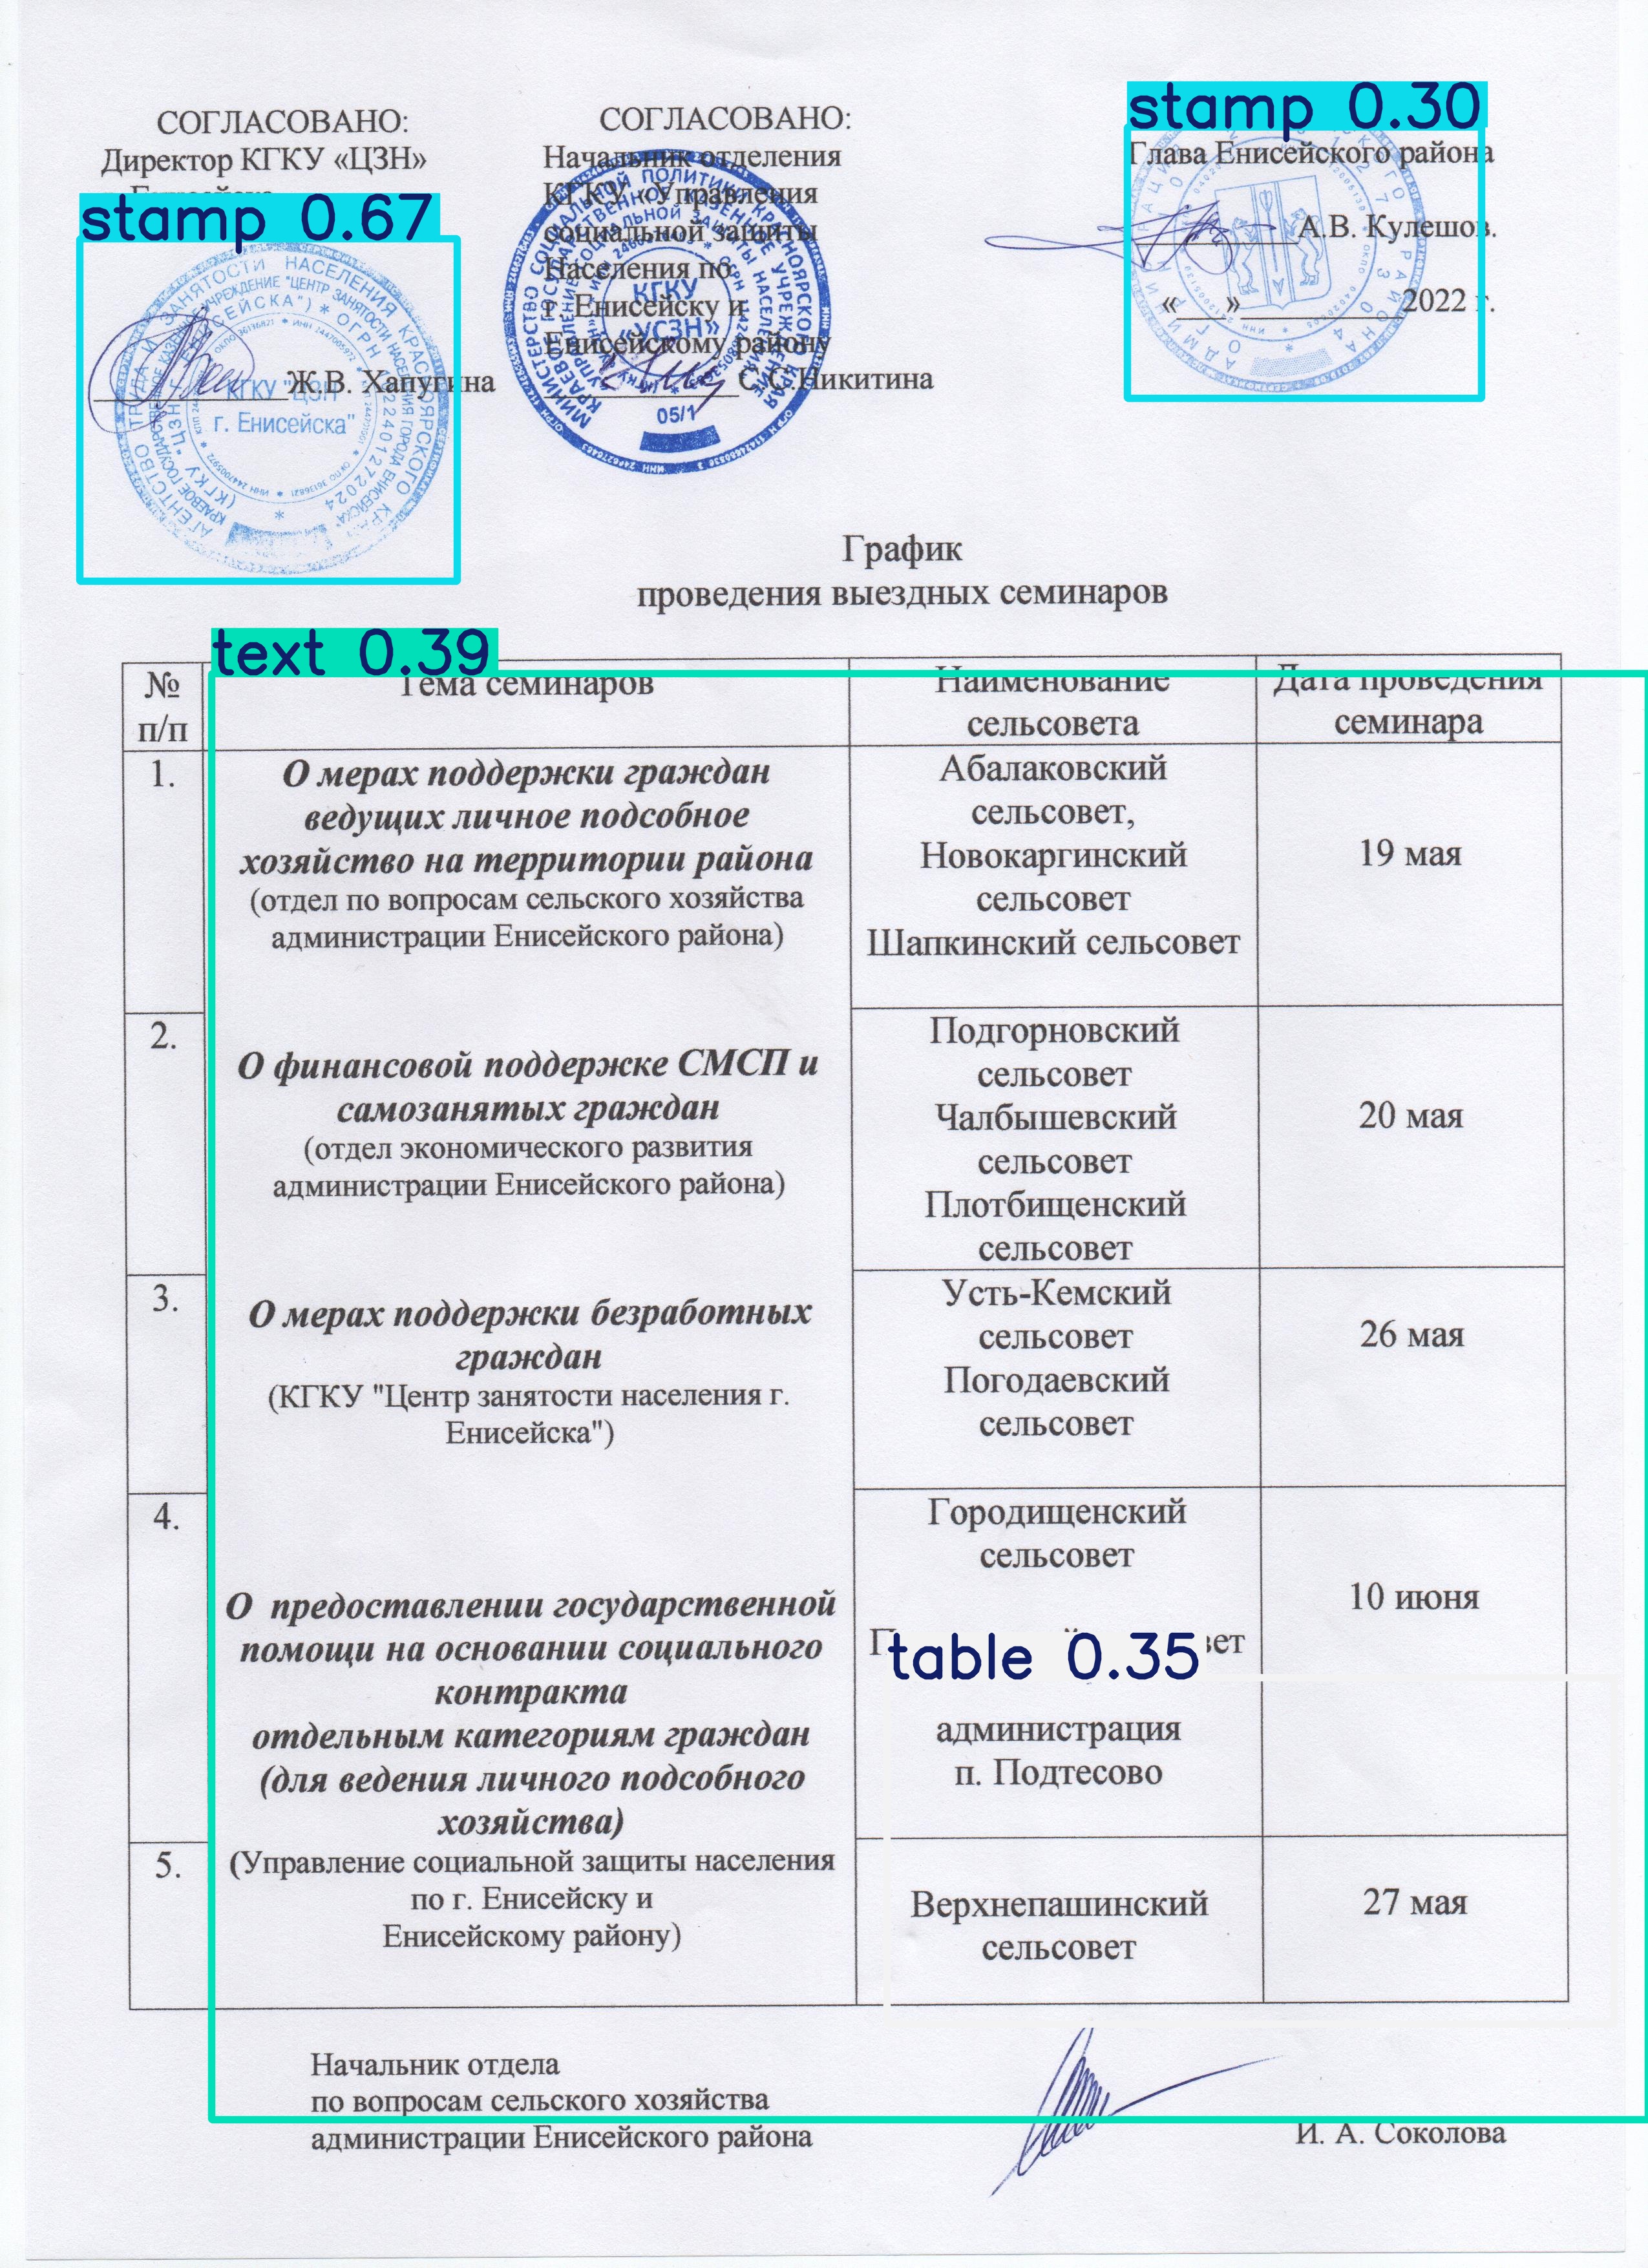 СОГЛАСОВАНО:
Директор КГКУ «ЦЗН»
Ж.В. Хапугина
СОГЛАСОВАНО:
Начальник отделения
КГКУ «Управления
социальной защиты
Населения по
г. Енисейску и
Енисейскому району
С.С.Никитина
Глава Енисейского района
А.В. Кулешов.
«___»__________2022 г.
stamp 0.67
stamp 0.30
КГКУ "ЦЗН
г. Енисейска"
КГКУ
«УСЗН»
05/1
График
проведения выездных семинаров
text 0.39
№ п/п
Тема семинаров
Наименование сельсовета
Дата проведения семинара
1.
О мерах поддержки граждан
ведущих личное подсобное
хозяйство на территории района
(отдел по вопросам сельского хозяйства
администрации Енисейского района)
Абалаковский
сельсовет,
Новокаргинский
сельсовет
Шапкинский сельсовет
19 мая
2.
О финансовой поддержке СМСП и
самозанятых граждан
(отдел экономического развития
администрации Енисейского района)
Подгорновский
сельсовет
Чалбышевский
сельсовет
Плотбищенский
сельсовет
20 мая
3.
О мерах поддержки безработных
граждан
(КГКУ "Центр занятости населения г.
Енисейска")
Усть-Кемский
сельсовет
Погодаевский
сельсовет
26 мая
4.
О предоставлении государственной
помощи на основании социального
контракта
отдельным категориям граждан
(для ведения личного подсобного
хозяйства)
(Управление социальной защиты населения
по г. Енисейску и
Енисейскому району)
Городищенский
сельсовет
table 0.35
администрация
п. Подтесово
10 июня
5.
Верхнепашинский
сельсовет
27 мая
Начальник отдела
по вопросам сельского хозяйства
администрации Енисейского района
И. А. Соколова